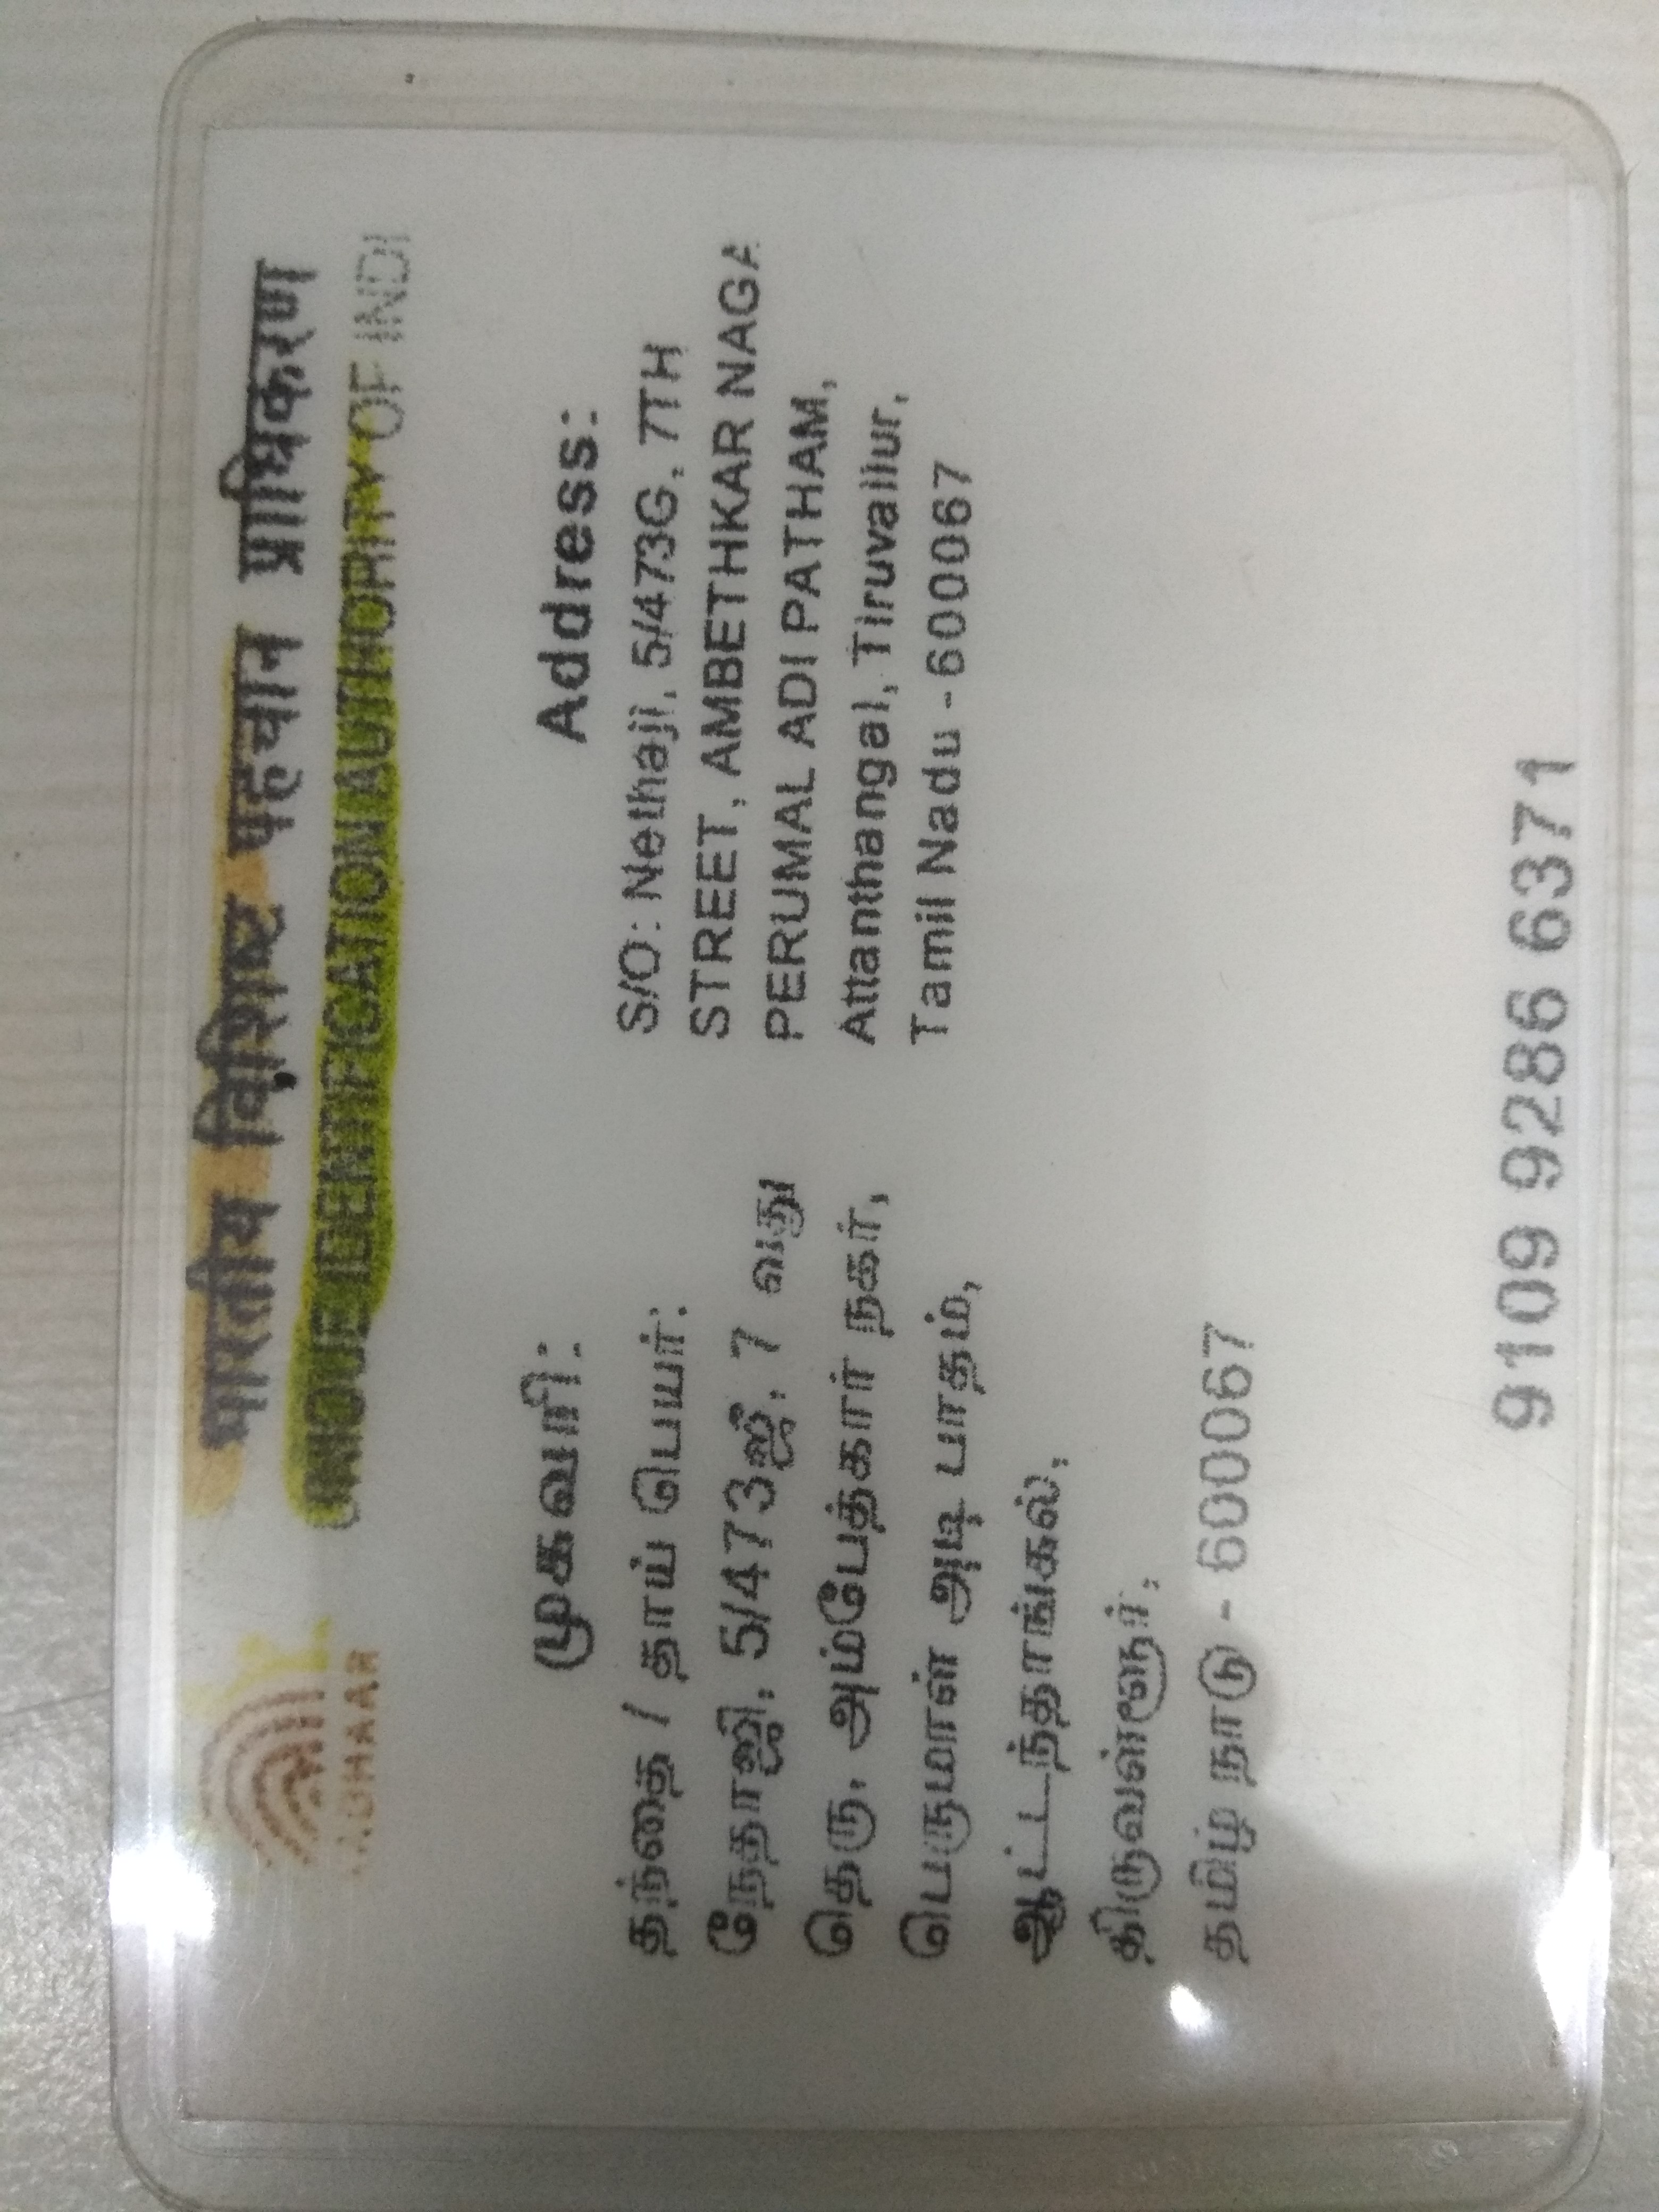 भारतीय विशिष्ट पहचान प्राधिकरण
UNIQUE IDENTIFICATION AUTHORITY OF INDI
AADHAAR
முகவரி:
தந்தை / தாய் பெயர்:
நேதாஜி, 5/473ஜி, 7 வது
தெரு, அம்பேத்கார் நகர்,
பெருமாள் அடி பாதம்,
ஆட்டந்தாங்கல்,
திருவள்ளூர்,
தமிழ் நாடு - 600067
Address:
S/O: Nethaji, 5/473G, 7TH
STREET, AMBETHKAR NAGA
PERUMAL ADI PATHAM,
Attanthangal, Tiruvallur,
Tamil Nadu - 600067
9109 9286 6371